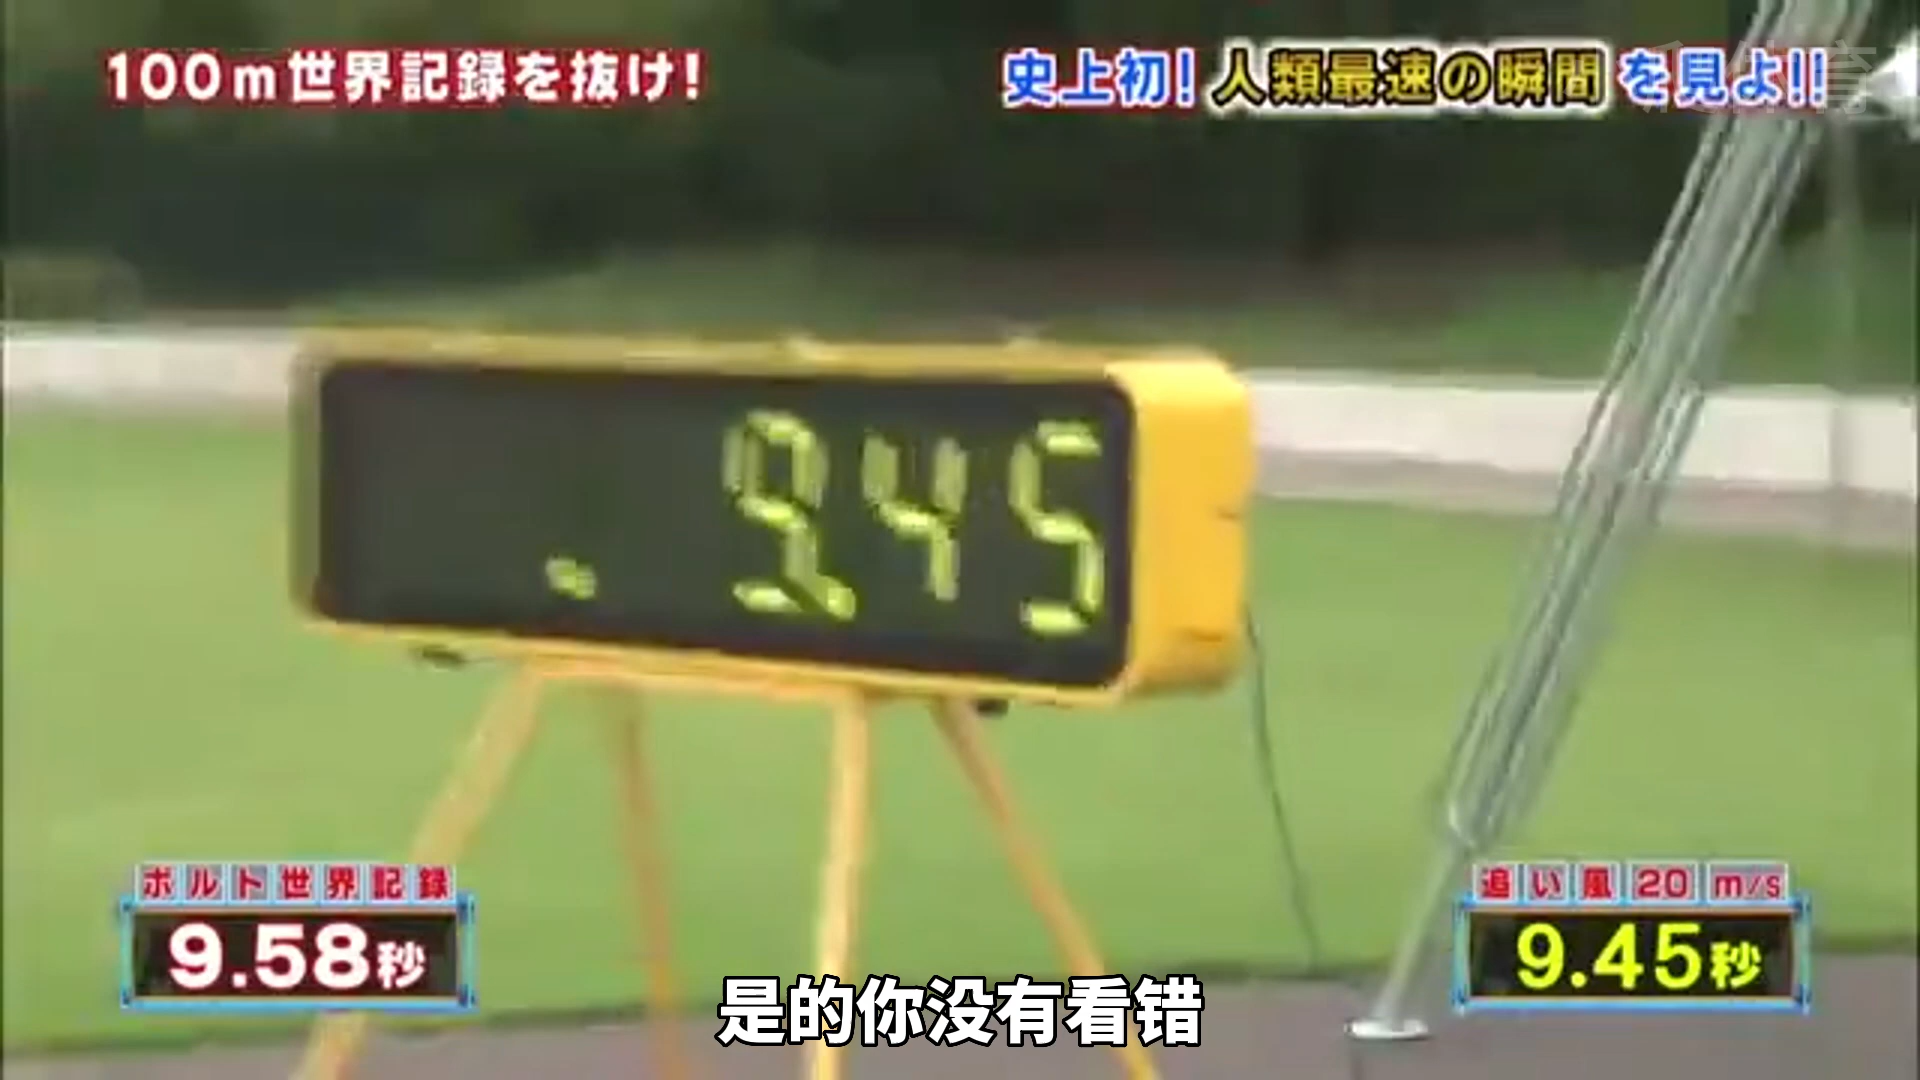 100m世界記録を抜け!
史上初!人類最速の瞬間を見よ!!
9.45
ボルト世界記録
9.58秒
追い風20m/s
9.45秒
是的你没有看错